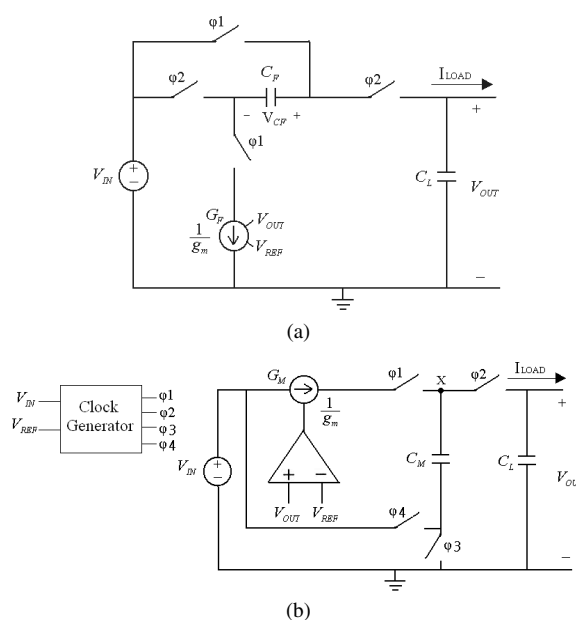 φ1
φ2
C_F
φ2
I_LOAD
- V_CF +
+
φ1
V_IN
+
−
C_L
V_OUT
G_F
V_OUT
1/g_m
V_REF
−
(a)
G_M
φ1
X
φ2
I_LOAD
V_IN
V_REF
Clock
Generator
φ1
φ2
φ3
φ4
1/g_m
+
V_IN
+
−
+ −
C_M
C_L
V_OU
V_OUT V_REF
φ4
φ3
−
(b)